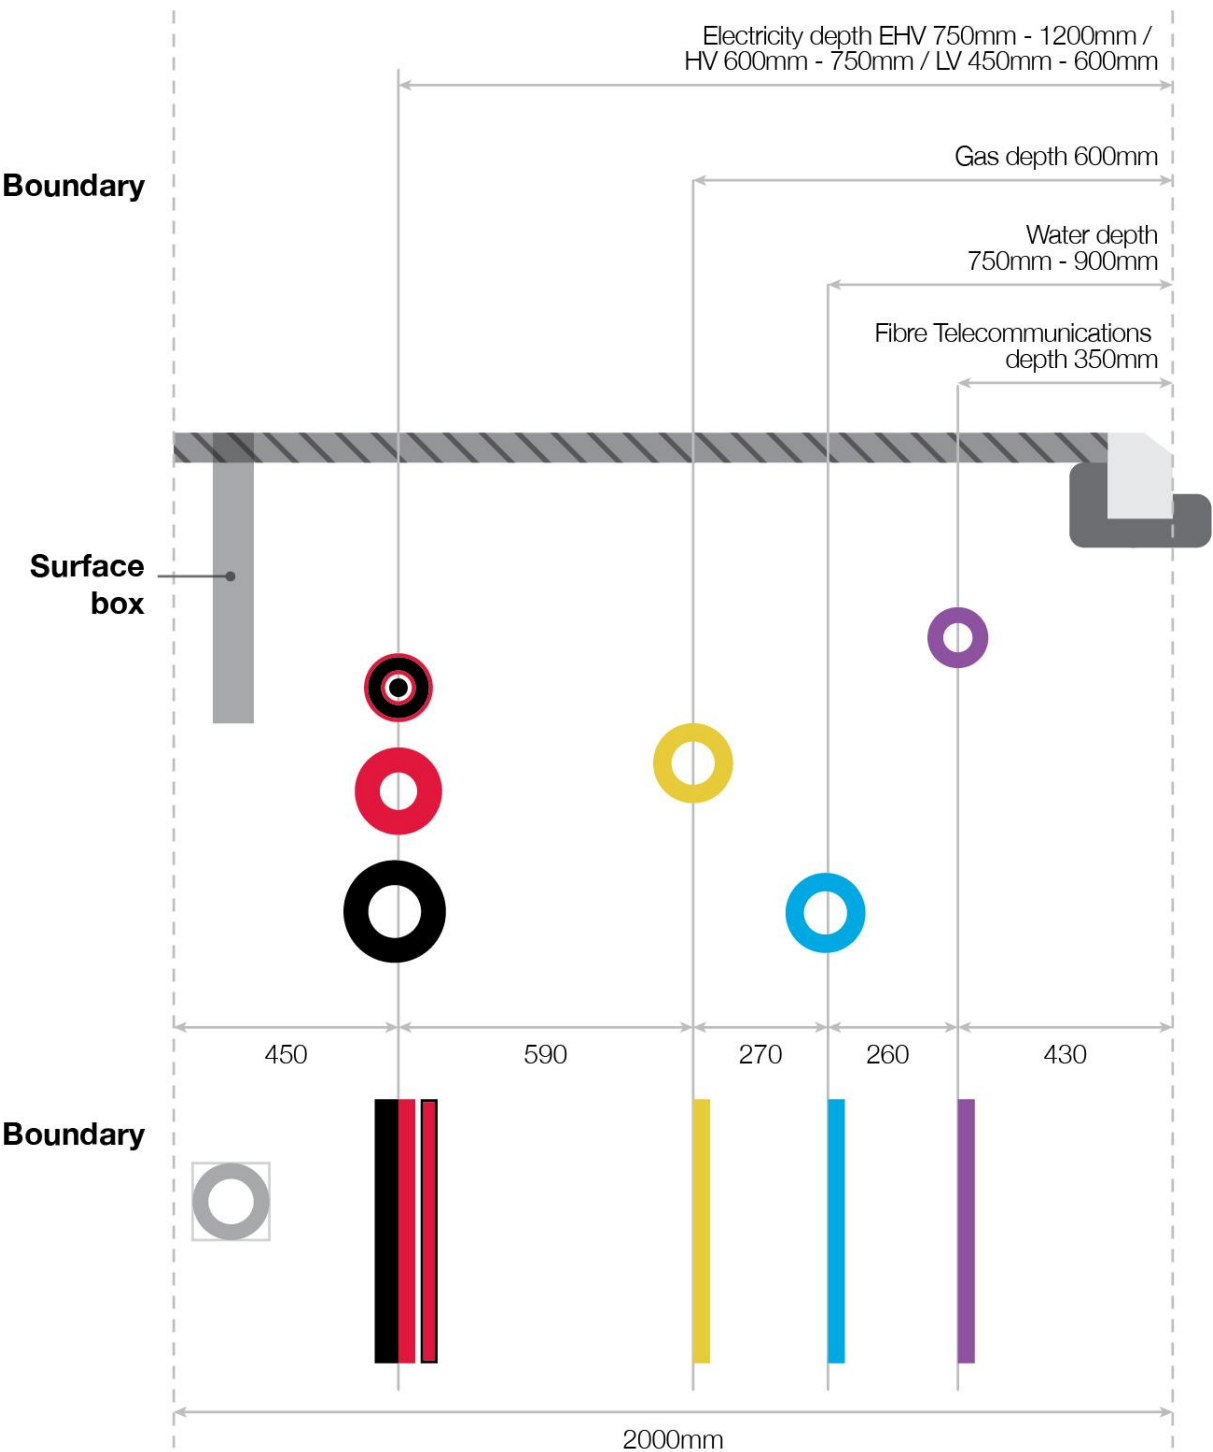 Electricity depth EHV 750mm - 1200mm /
HV 600mm - 750mm / LV 450mm - 600mm
Gas depth 600mm
Boundary
Water depth
750mm - 900mm
Fibre Telecommunications
depth 350mm
Surface
box
450
590
270
260
430
Boundary
2000mm